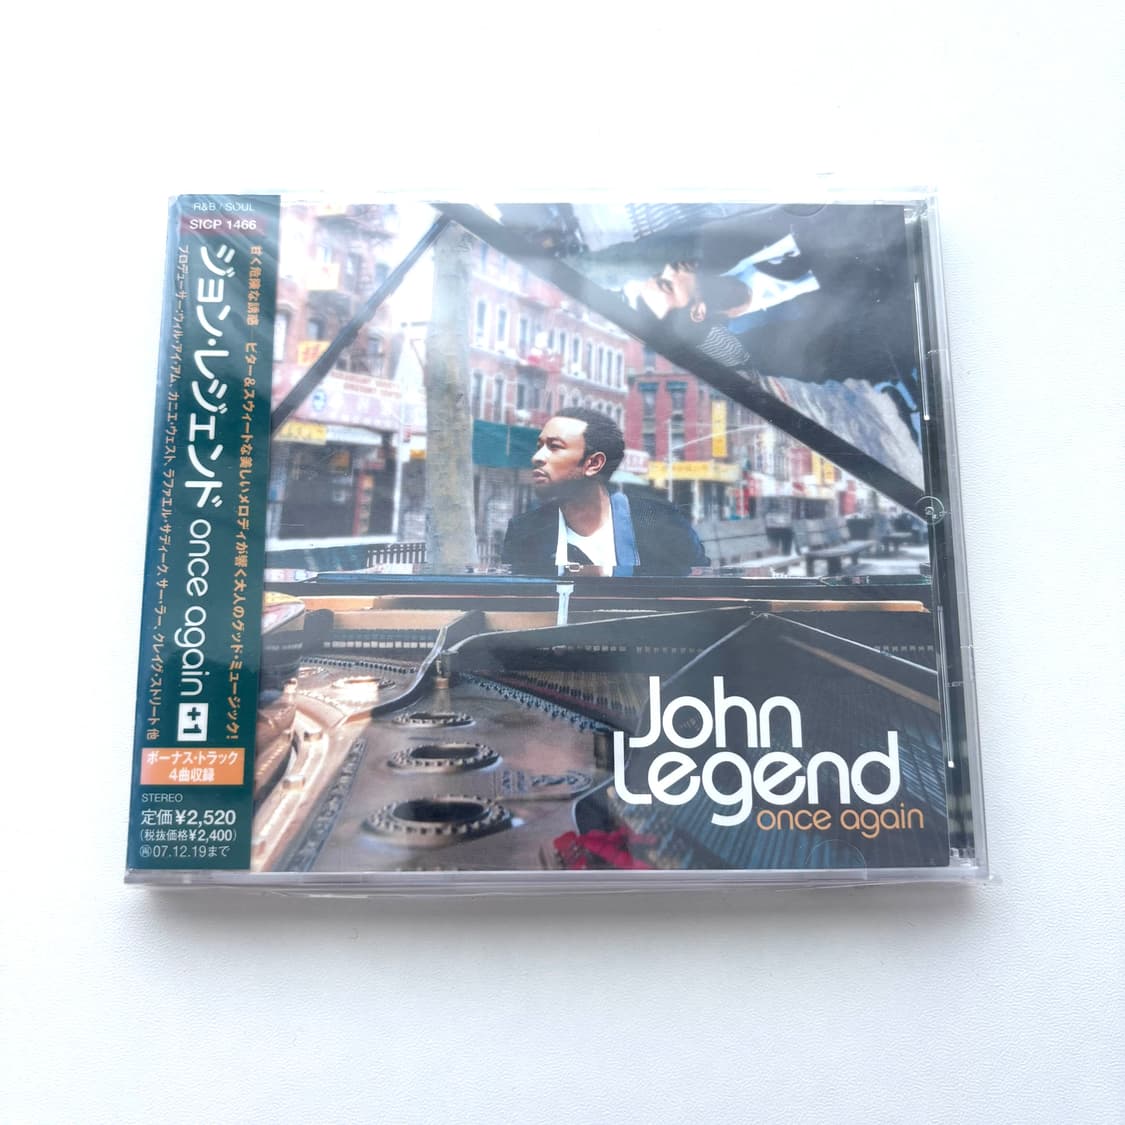 R&B / SOUL
SICP 1466
甘く危険な誘惑 ビター&スウィートな美しいメロディが響く大人のグッド・ミュージック!
ジョン・レジェンド once again +1
プロデューサー:ウィル・アイ・アム, カニエ・ウェスト, ラファエル・サディーク, サー・ラー, クレイグ・ストリート 他
ボーナス・トラック
4曲収録
STEREO
定価¥2,520
(税抜価格¥2,400)
㋐07.12.19まで
John
Legend
once again